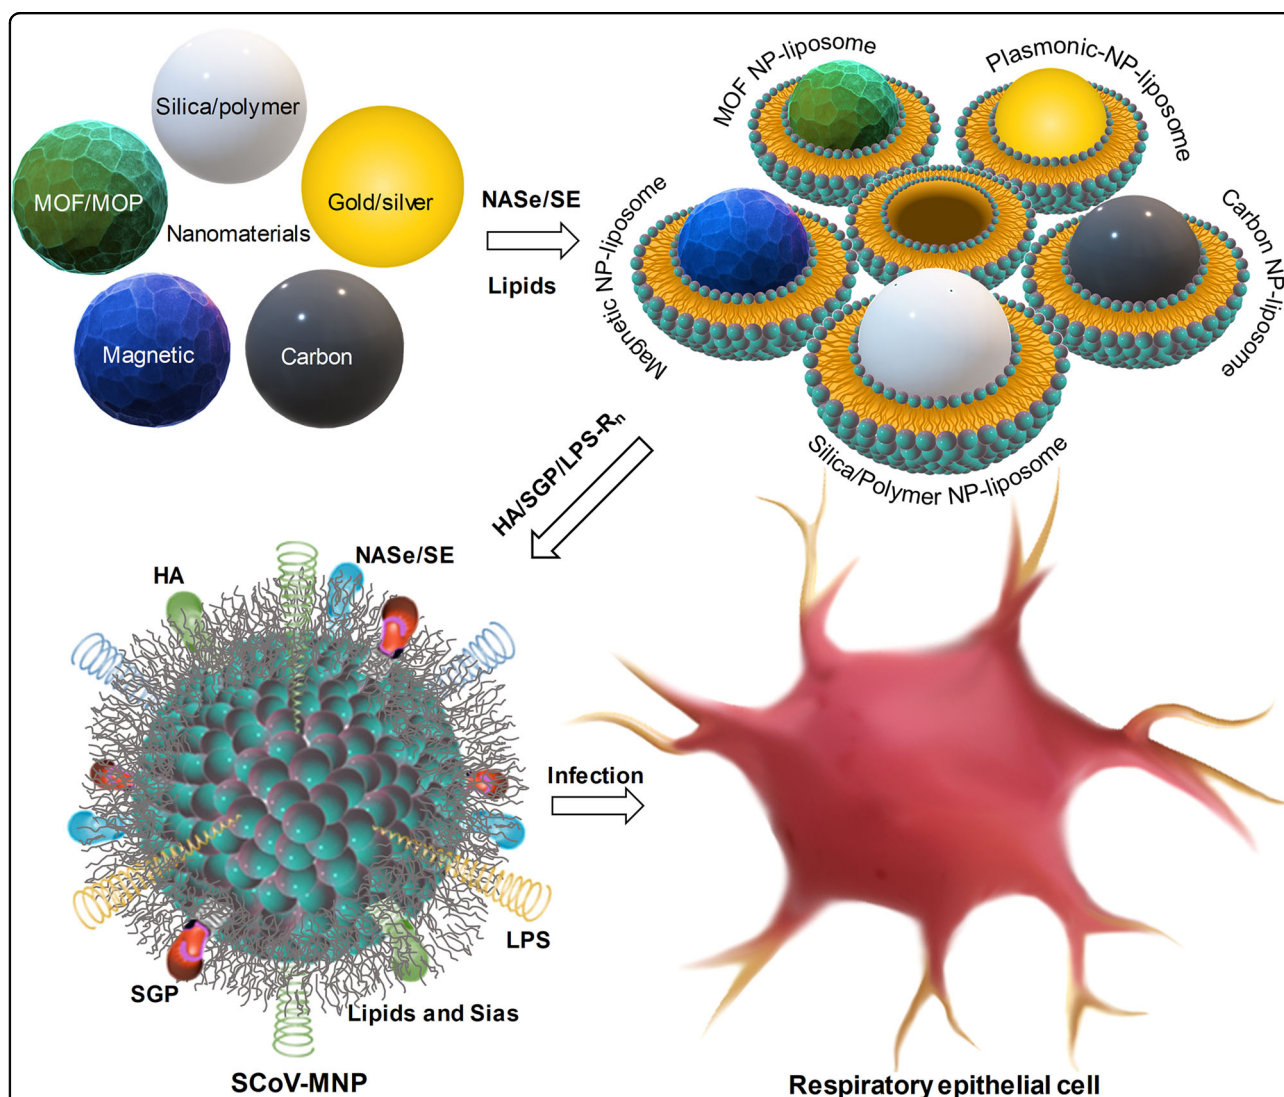 Silica/polymer
MOF/MOP
Gold/silver
Nanomaterials
Magnetic
Carbon
NASe/SE
Lipids
MOF NP-liposome
Plasmonic-NP-liposome
Magnetic NP-liposome
Carbon NP-liposome
Silica/Polymer NP-liposome
HA/SGP/LPS-Rn
HA
NASe/SE
Infection
LPS
SGP
Lipids and Sias
SCoV-MNP
Respiratory epithelial cell